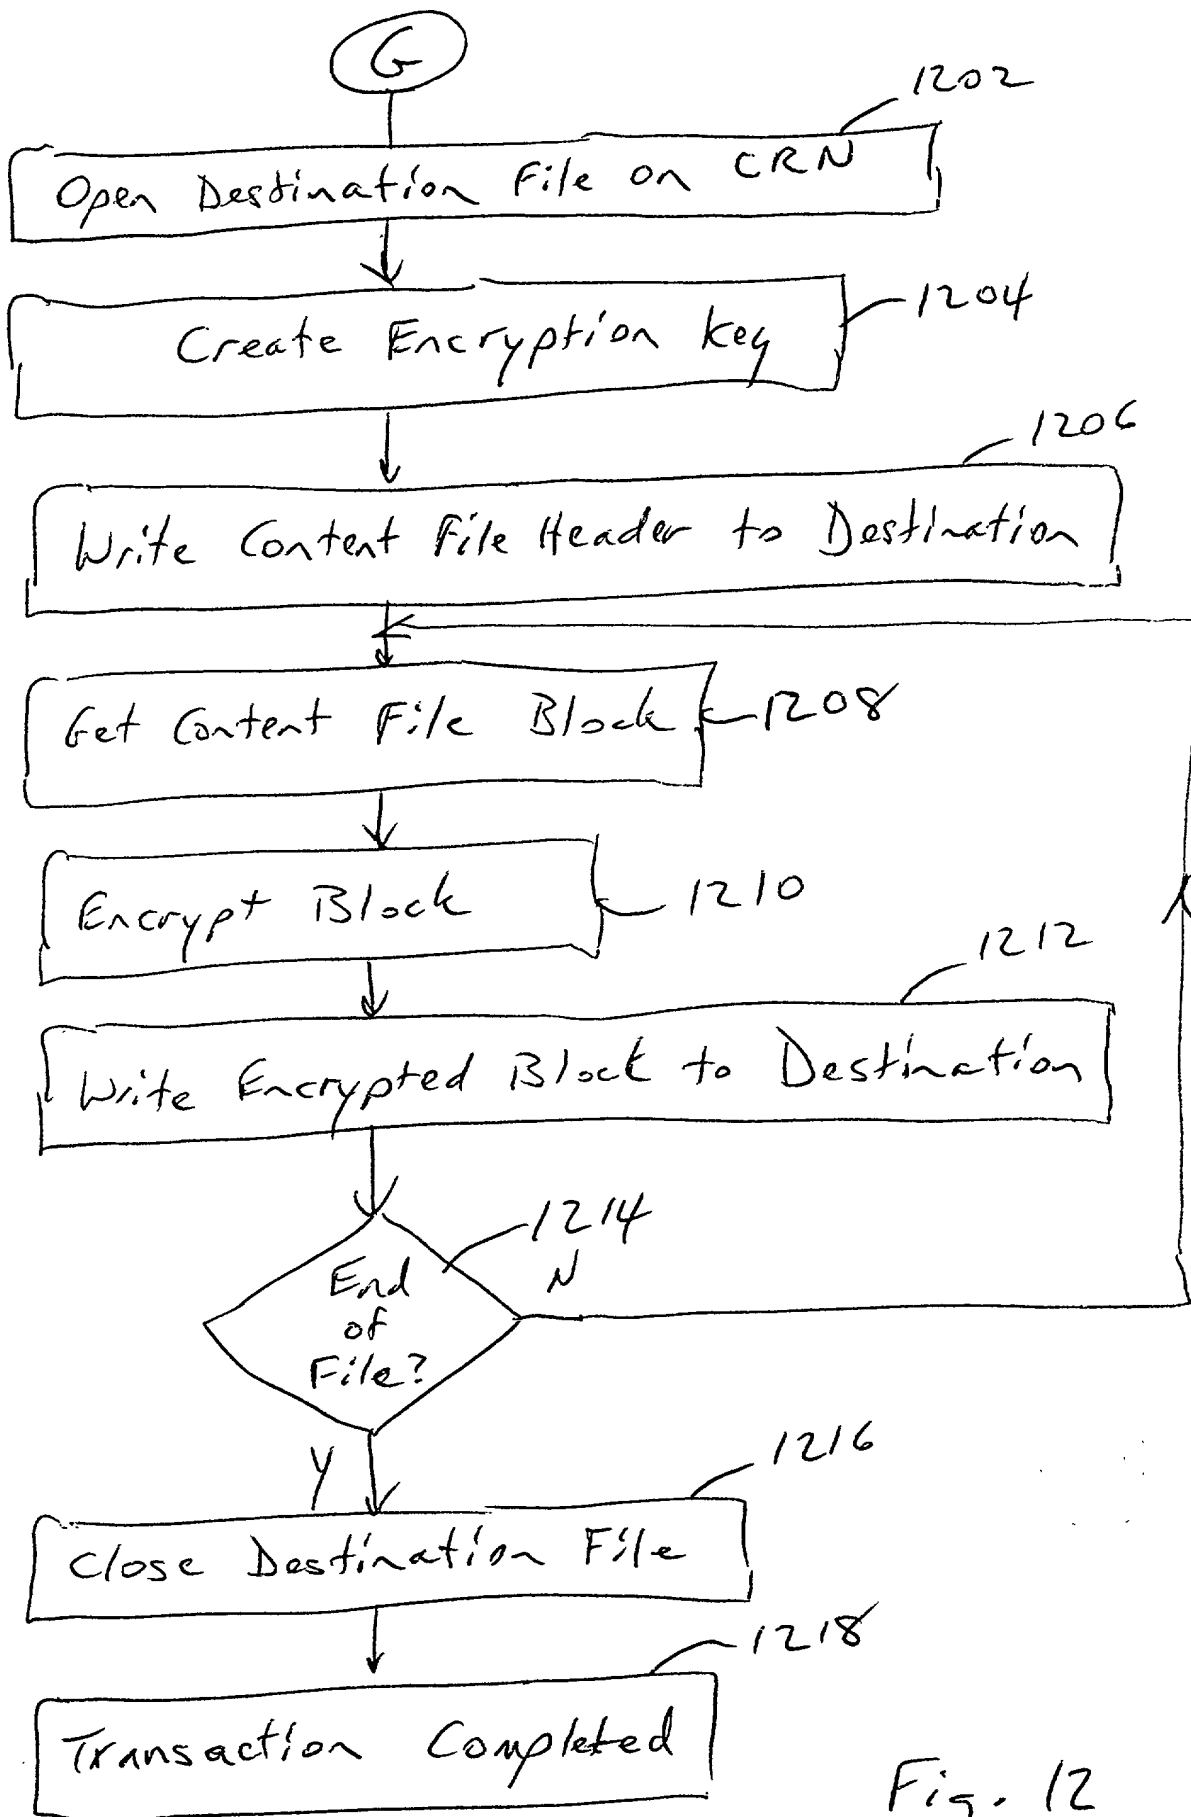 G
1202
Open Destination File on CRN
1204
Create Encryption key
1206
Write Content File Header to Destination
Get Content File Block
1208
Encrypt Block
1210
1212
Write Encrypted Block to Destination
1214
N
End
of
File?
Y
1216
Close Destination File
1218
Transaction Completed
Fig. 12